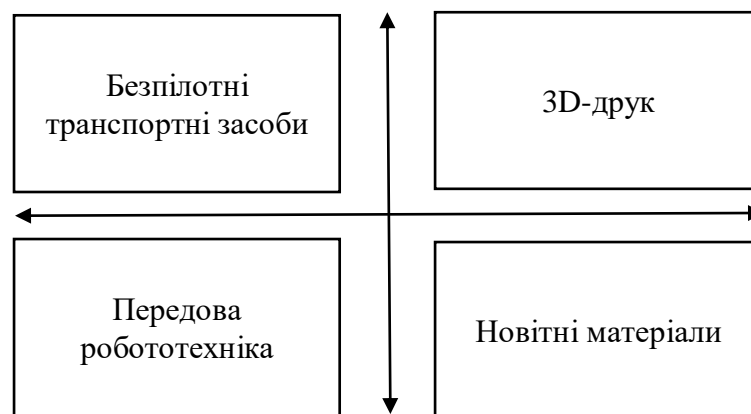 Безпілотні
транспортні засоби
3D-друк
Передова
робототехніка
Новітні матеріали